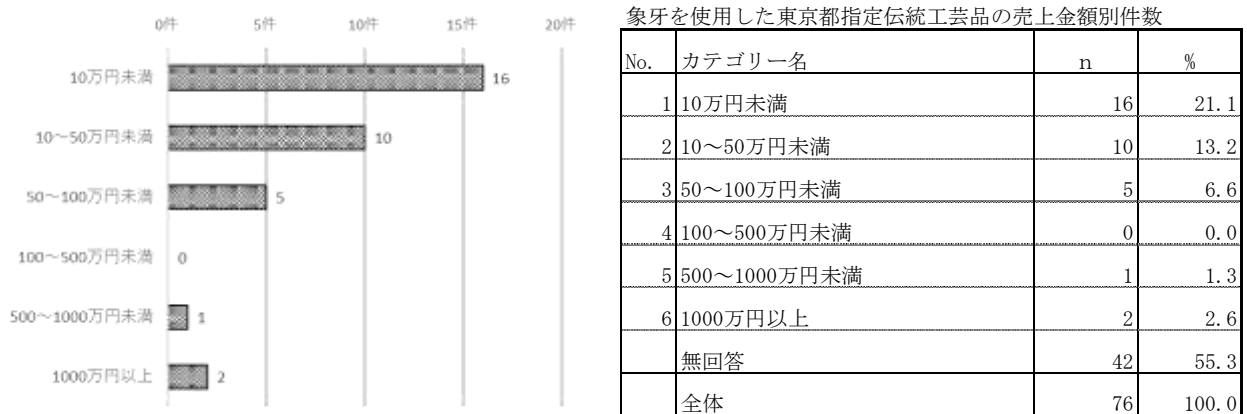 0件 5件 10件 15件 20件
10万円未満 16
10～50万円未満 10
50～100万円未満 5
100～500万円未満 0
500～1000万円未満 1
1000万円以上 2
象牙を使用した東京都指定伝統工芸品の売上金額別件数
No. カテゴリー名 n %
1 10万円未満 16 21.1
2 10～50万円未満 10 13.2
3 50～100万円未満 5 6.6
4 100～500万円未満 0 0.0
5 500～1000万円未満 1 1.3
6 1000万円以上 2 2.6
無回答 42 55.3
全体 76 100.0